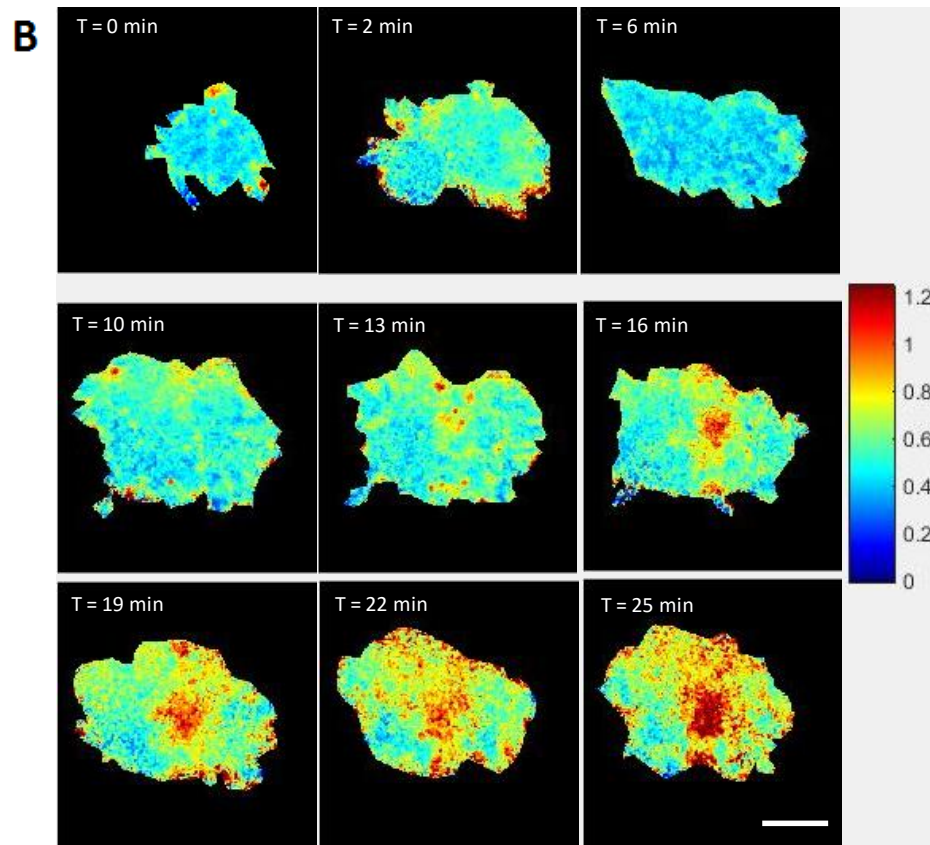 B
T = 0 min
T = 2 min
T = 6 min
T = 10 min
T = 13 min
T = 16 min
1.2
1
0.8
0.6
0.4
0.2
0
T = 19 min
T = 22 min
T = 25 min